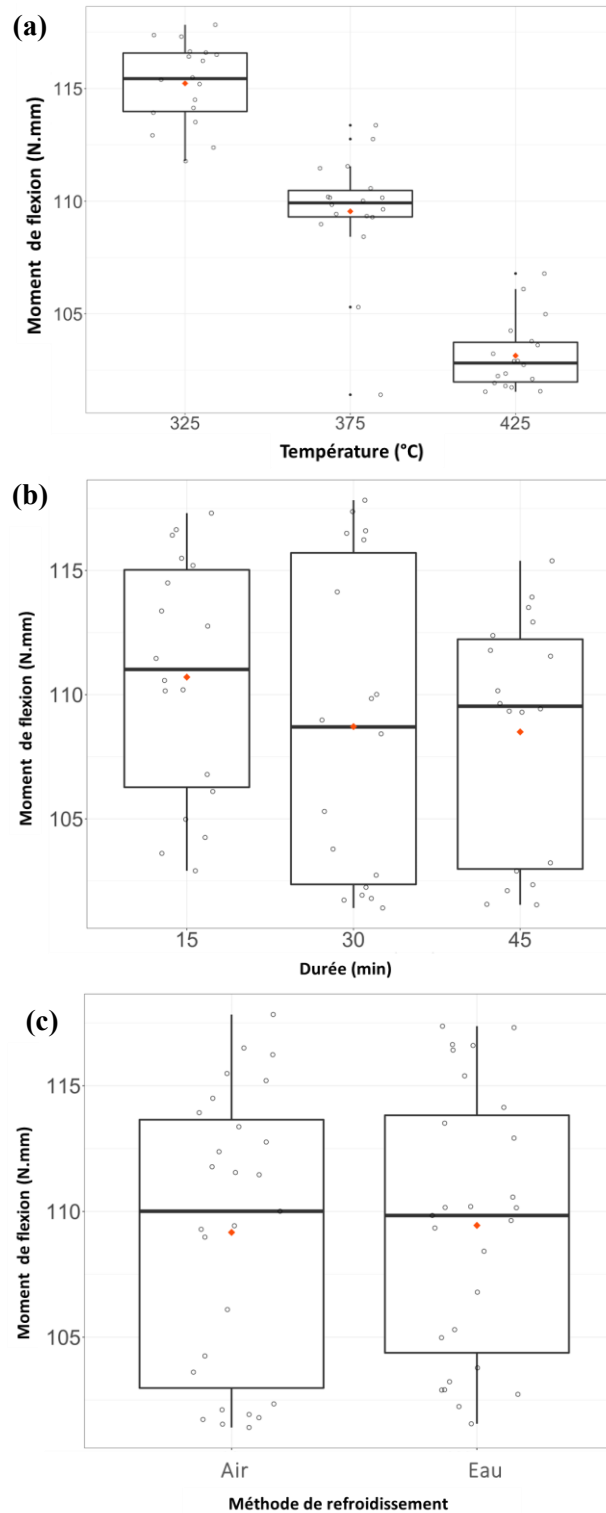 (a)
Moment de flexion (N.mm)
115
110
105
325
375
425
Température (°C)
(b)
Moment de flexion (N.mm)
115
110
105
15
30
45
Durée (min)
(c)
Moment de flexion (N.mm)
115
110
105
Air
Eau
Méthode de refroidissement